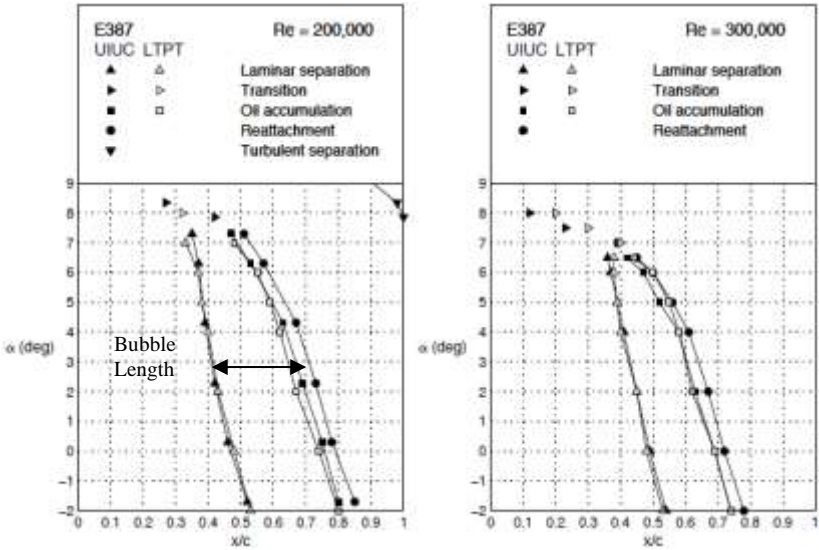 E387 Re = 200,000
UIUC LTPT
Laminar separation
Transition
Oil accumulation
Reattachment
Turbulent separation
9
8
7
6
5
4
3
2
1
0
−1
−2
α (deg)
Bubble
Length
0 0.1 0.2 0.3 0.4 0.5 0.6 0.7 0.8 0.9 1
x/c
E387 Re = 300,000
UIUC LTPT
Laminar separation
Transition
Oil accumulation
Reattachment
9
8
7
6
5
4
3
2
1
0
−1
−2
α (deg)
0 0.1 0.2 0.3 0.4 0.5 0.6 0.7 0.8 0.9 1
x/c